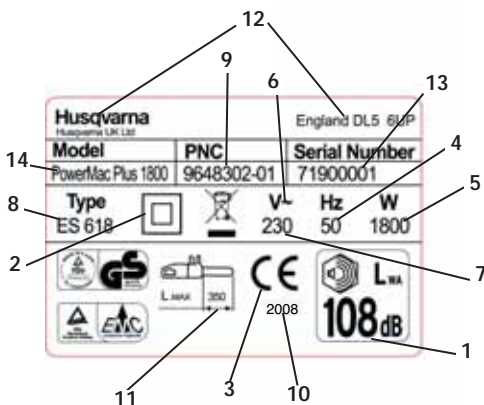 12
9
6
13
Husqvarna
Husqvarna UK Ltd
England DL5 6UP
4
Model
PNC
Serial Number
14
PowerMac Plus 1800
9648302-01
71900001
5
8
Type
ES 618
V~
230
Hz
50
W
1800
2
7
GS
L MAX
350
CE
2008
LWA
108dB
EMC
1
11
3
10